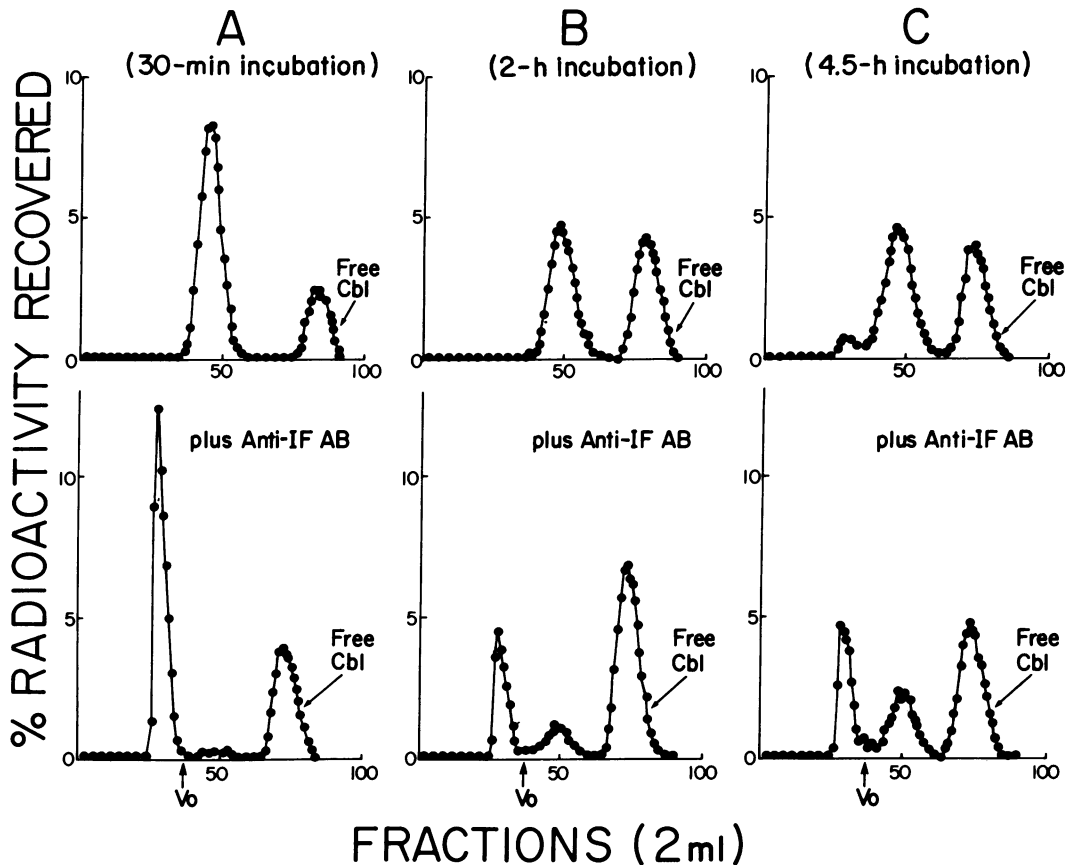 A
B
C
(30-min incubation)
(2-h incubation)
(4.5-h incubation)
% RADIOACTIVITY RECOVERED
10
5
0
50
100
Free
Cbl
10
5
0
50
100
Free
Cbl
10
5
0
50
100
Free
Cbl
plus Anti-IF AB
10
5
0
50
100
Vo
Free
Cbl
plus Anti-IF AB
10
5
0
50
100
Vo
Free
Cbl
plus Anti-IF AB
10
5
0
50
100
Vo
Free
Cbl
FRACTIONS (2ml)